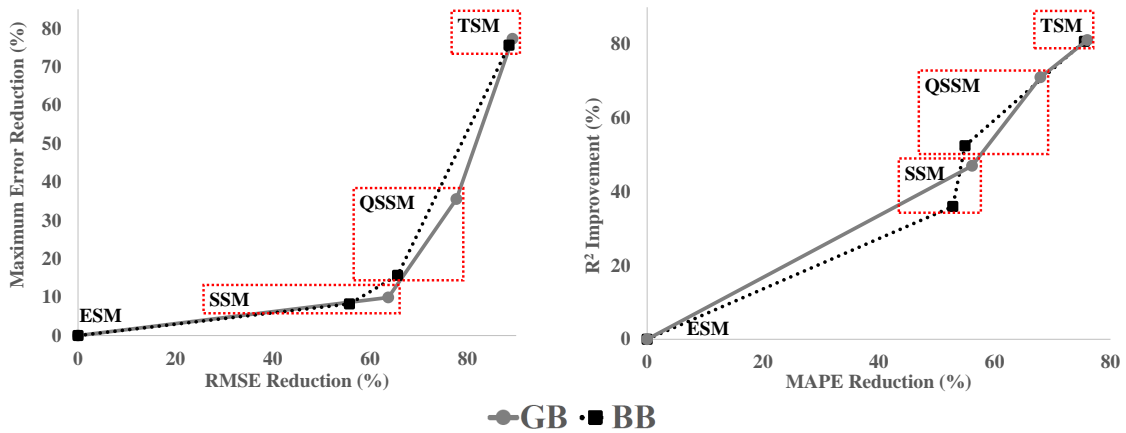 Maximum Error Reduction (%)
80
70
60
50
40
30
20
10
0
TSM
QSSM
SSM
ESM
0 20 40 60 80
RMSE Reduction (%)
R² Improvement (%)
80
60
40
20
0
TSM
QSSM
SSM
ESM
0 20 40 60 80
MAPE Reduction (%)
GB BB